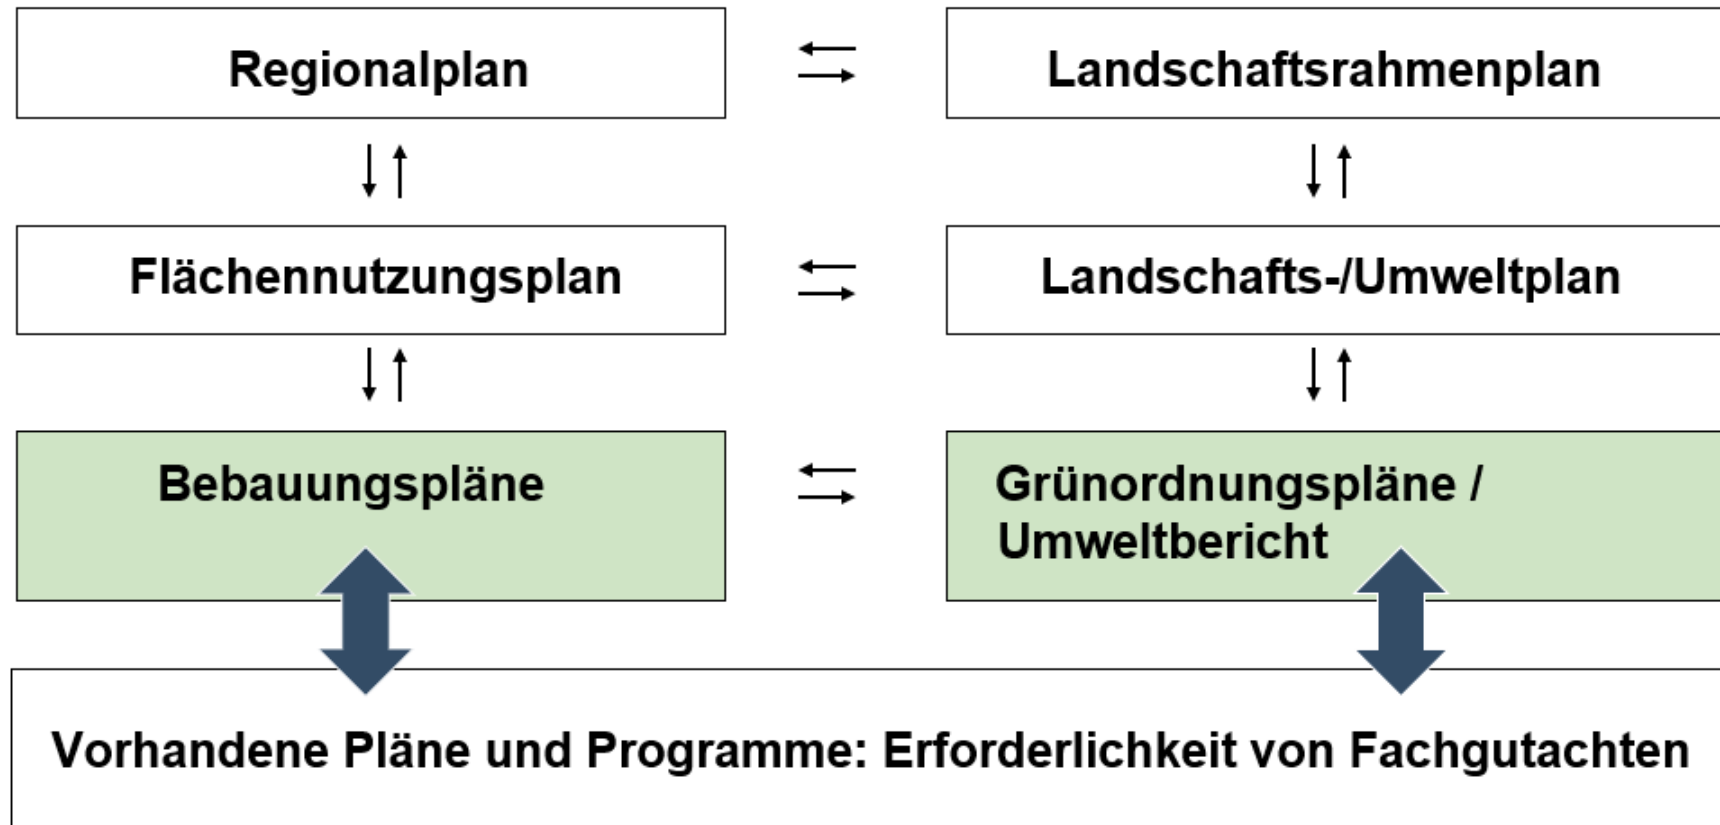 Regionalplan
Landschaftsrahmenplan
Flächennutzungsplan
Landschafts-/Umweltplan
Bebauungspläne
Grünordnungspläne /
Umweltbericht
Vorhandene Pläne und Programme: Erforderlichkeit von Fachgutachten